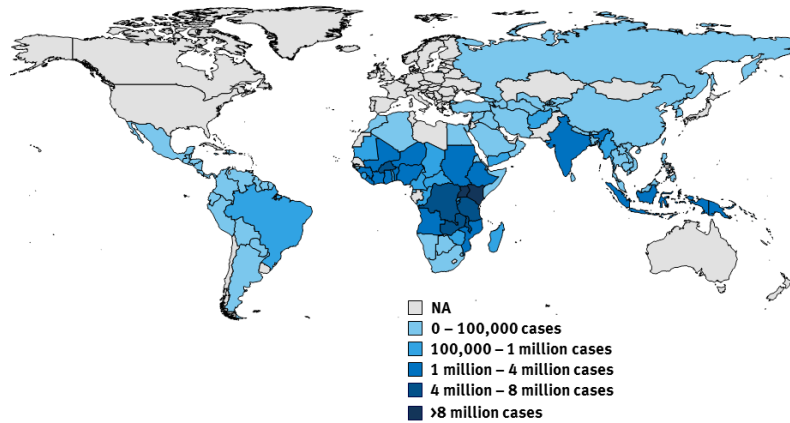 NA
0 – 100,000 cases
100,000 – 1 million cases
1 million – 4 million cases
4 million – 8 million cases
>8 million cases